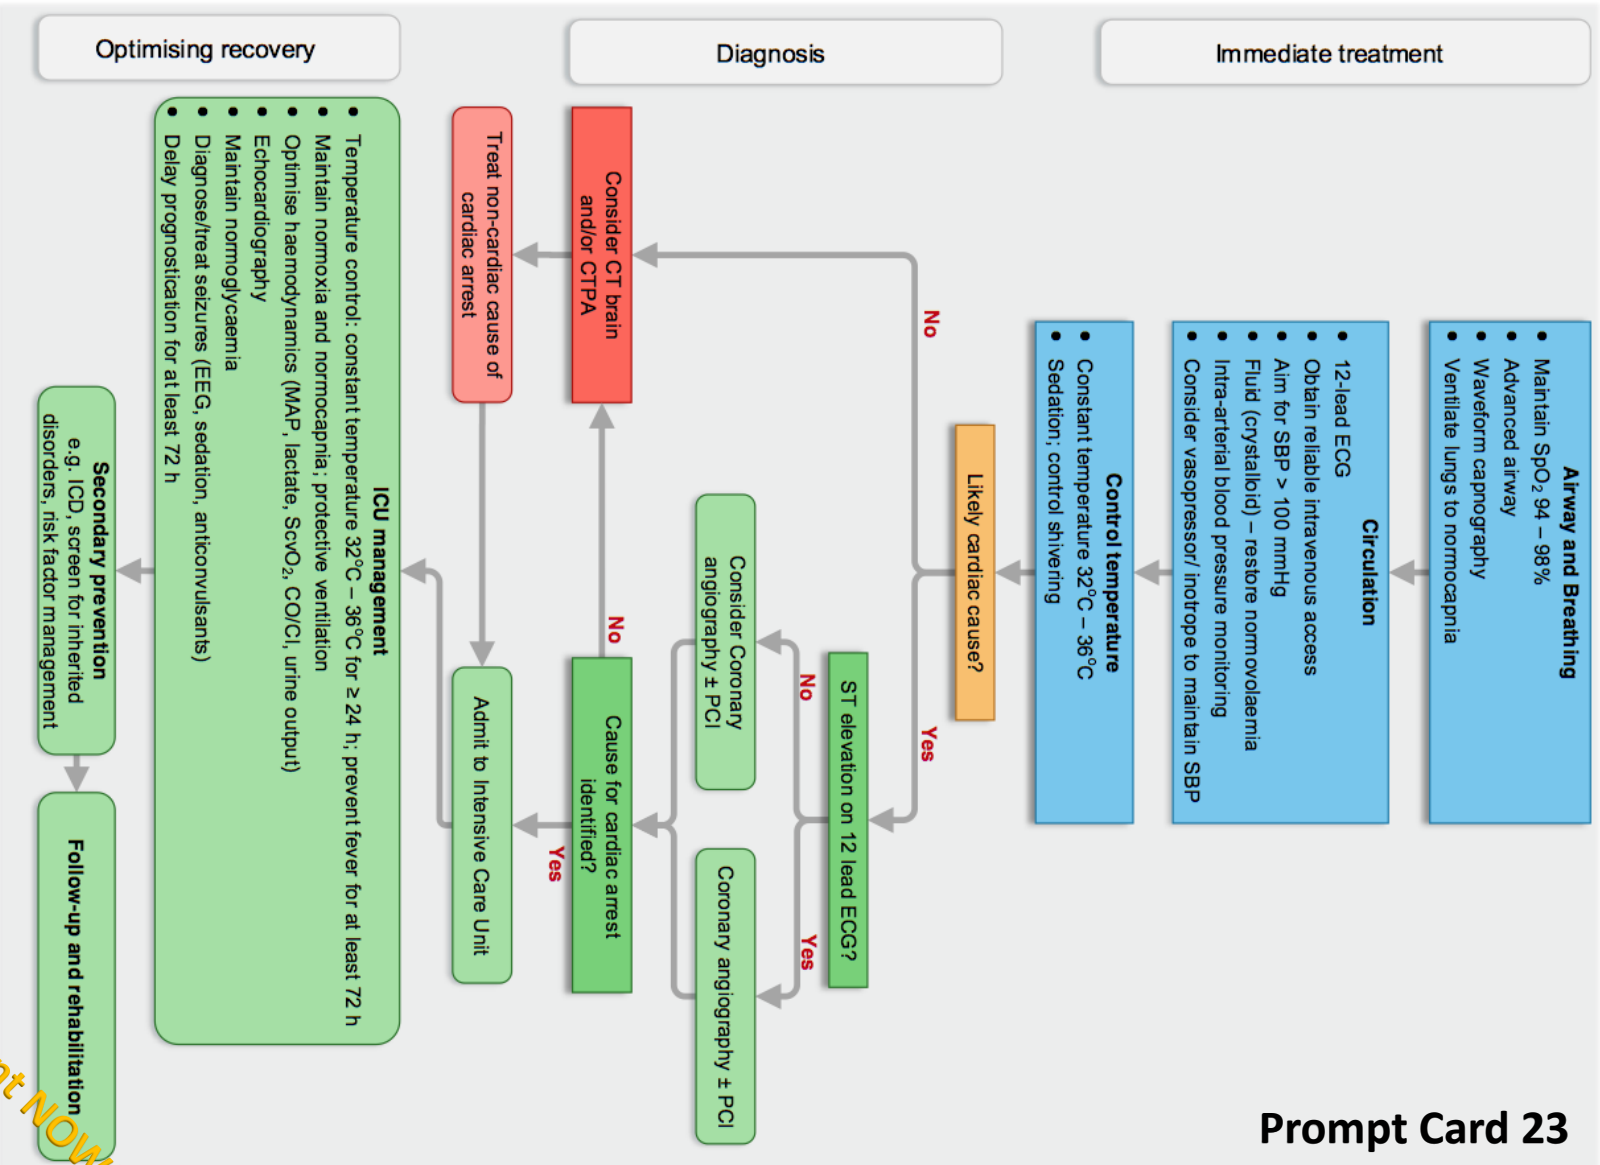 Immediate treatment
Airway and Breathing
• Maintain SpO₂ 94 – 98%
• Advanced airway
• Waveform capnography
• Ventilate lungs to normocapnia
Circulation
• 12-lead ECG
• Obtain reliable intravenous access
• Aim for SBP > 100 mmHg
• Fluid (crystalloid) – restore normovolaemia
• Intra-arterial blood pressure monitoring
• Consider vasopressor/ inotrope to maintain SBP
Control temperature
• Constant temperature 32°C – 36°C
• Sedation; control shivering
Diagnosis
Likely cardiac cause?
No
Yes
ST elevation on 12 lead ECG?
No
Yes
Consider Coronary
angiography ± PCI
Coronary angiography ± PCI
Consider CT brain
and/or CTPA
No
Cause for cardiac arrest
identified?
Yes
Treat non-cardiac cause of
cardiac arrest
Admit to Intensive Care Unit
Optimising recovery
ICU management
• Temperature control: constant temperature 32°C – 36°C for ≥ 24 h; prevent fever for at least 72 h
• Maintain normoxia and normocapnia; protective ventilation
• Optimise haemodynamics (MAP, lactate, ScvO₂, CO/CI, urine output)
• Echocardiography
• Maintain normoglycaemia
• Diagnose/treat seizures (EEG, sedation, anticonvulsants)
• Delay prognostication for at least 72 h
Secondary prevention
e.g. ICD, screen for inherited
disorders, risk factor management
Follow-up and rehabilitation
NOW
Prompt Card 23